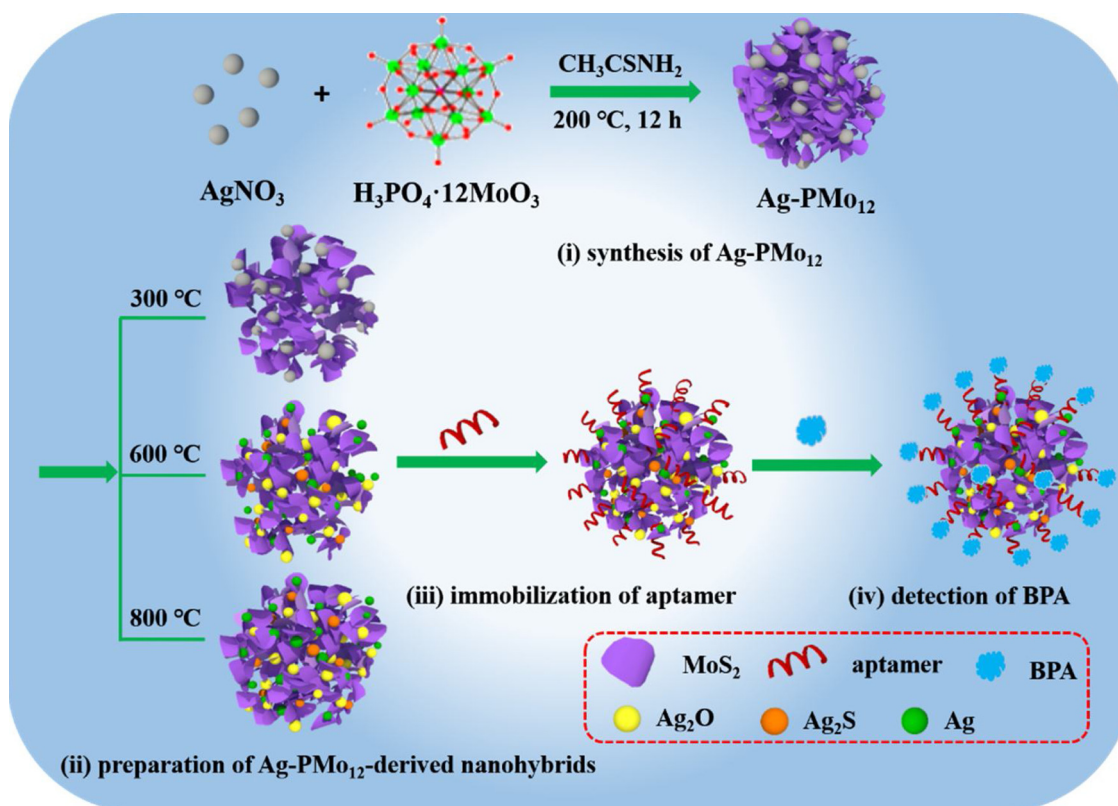 CH₃CSNH₂
+
200 ℃, 12 h
AgNO₃
H₃PO₄·12MoO₃
Ag-PMo₁₂
(i) synthesis of Ag-PMo₁₂
300 ℃
600 ℃
800 ℃
(iii) immobilization of aptamer
(iv) detection of BPA
MoS₂
aptamer
BPA
Ag₂O
Ag₂S
Ag
(ii) preparation of Ag-PMo₁₂-derived nanohybrids